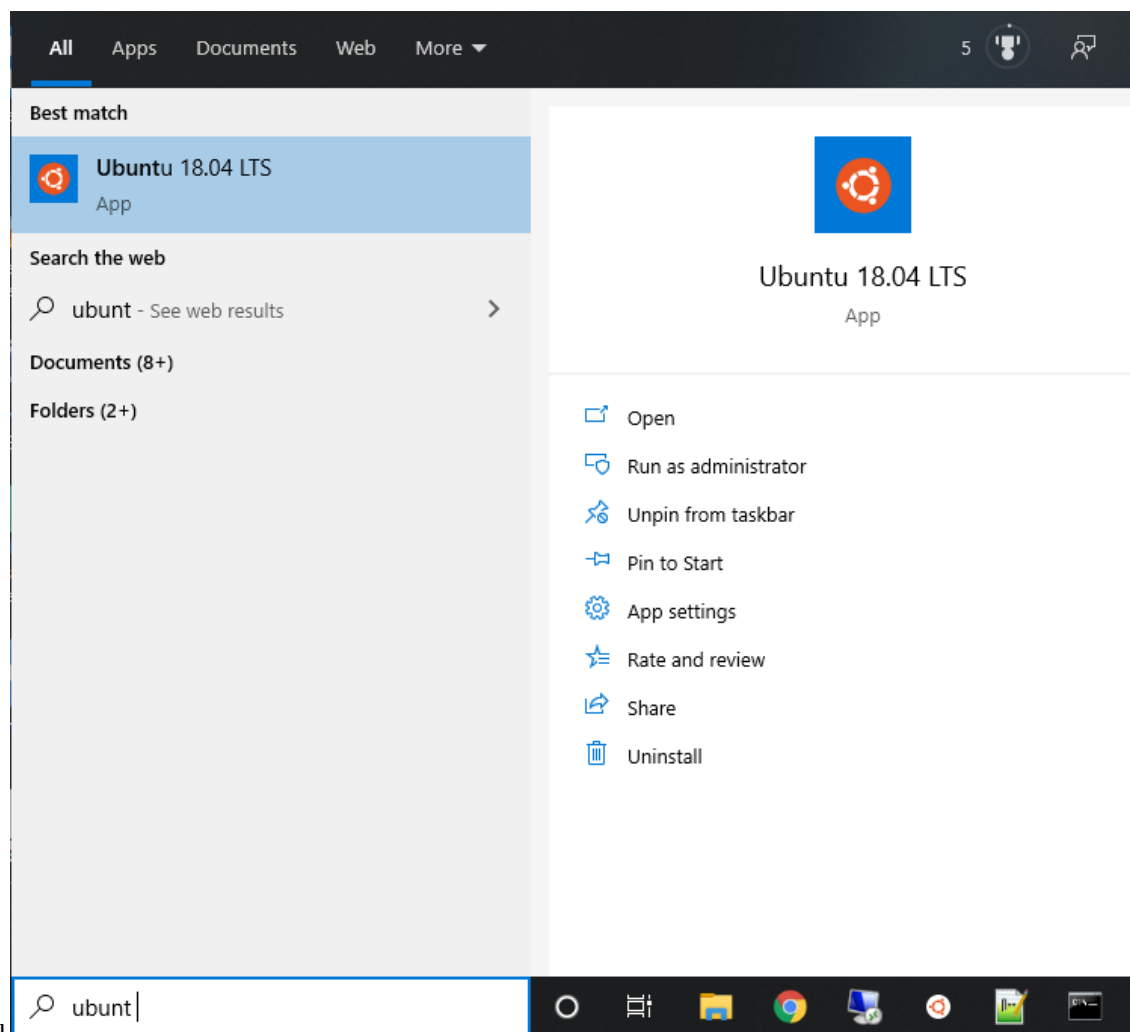 All Apps Documents Web More 5
Best match
Ubuntu 18.04 LTS
App
Search the web
ubunt - See web results
Documents (8+)
Folders (2+)
Ubuntu 18.04 LTS
App
Open
Run as administrator
Unpin from taskbar
Pin to Start
App settings
Rate and review
Share
Uninstall
ubunt